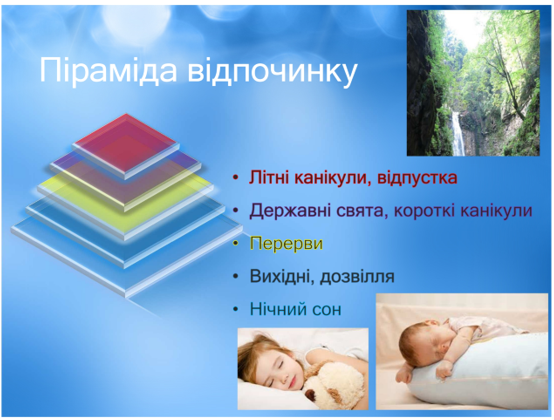 Піраміда відпочинку
• Літні канікули, відпустка
• Державні свята, короткі канікули
• Перерви
• Вихідні, дозвілля
• Нічний сон